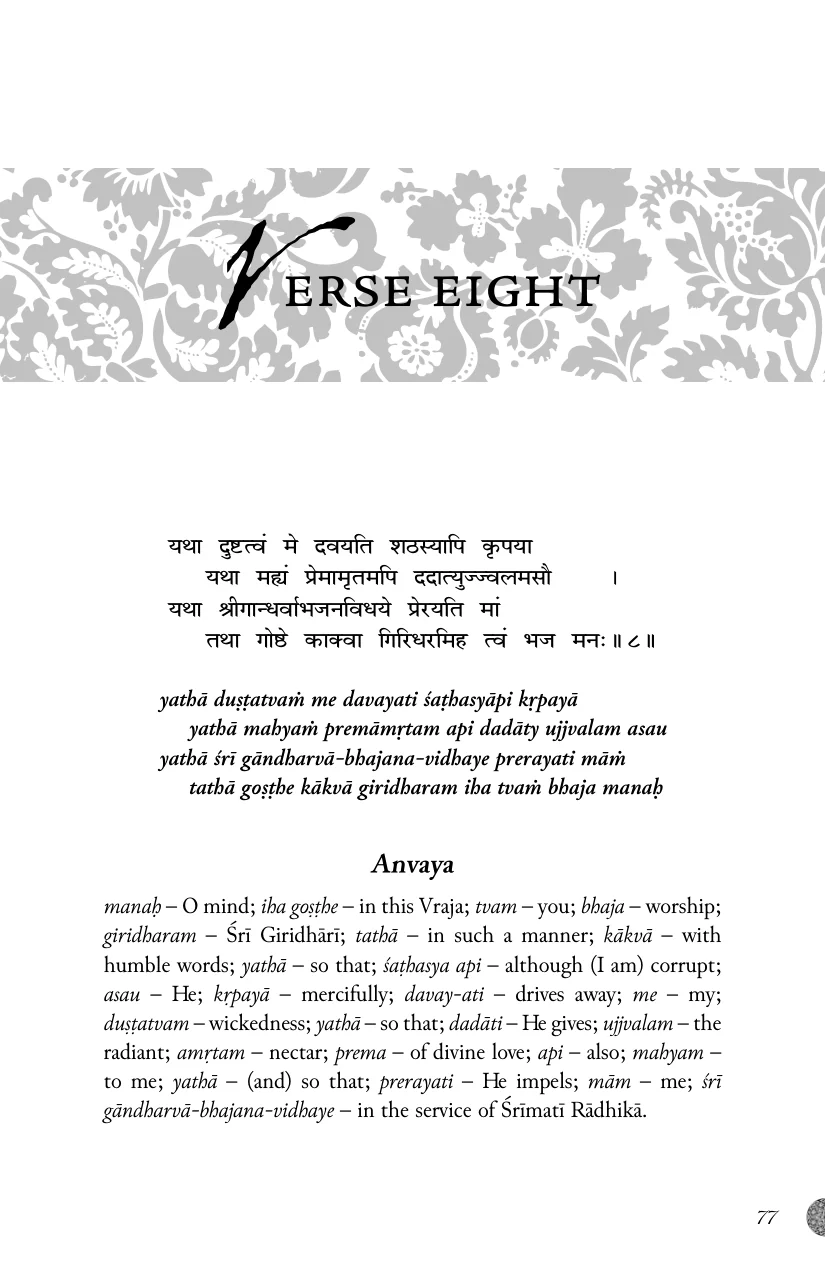 VERSE EIGHT
यथा दुष्टत्वं मे दवयति शठस्यापि कृपया
यथा मह्यं प्रेमामृतमपि ददात्युज्ज्वलमसौ ।
यथा श्रीगान्धर्वाभजनविधये प्रेरयति मां
तथा गोष्ठे काक्वा गिरिधरमिह त्वं भज मनः॥ ८॥
yathā duṣṭatvaṁ me davayati śaṭhasyāpi kṛpayā
yathā mahyaṁ premāmṛtam api dadāty ujjvalam asau
yathā śrī gāndharvā-bhajana-vidhaye prerayati māṁ
tathā goṣṭhe kākvā giridharam iha tvaṁ bhaja manaḥ
Anvaya
manaḥ – O mind; iha goṣṭhe – in this Vraja; tvam – you; bhaja – worship;
giridharam – Śrī Giridhārī; tathā – in such a manner; kākvā – with
humble words; yathā – so that; śaṭhasya api – although (I am) corrupt;
asau – He; kṛpayā – mercifully; davay-ati – drives away; me – my;
duṣṭatvam – wickedness; yathā – so that; dadāti – He gives; ujjvalam – the
radiant; amṛtam – nectar; prema – of divine love; api – also; mahyam –
to me; yathā – (and) so that; prerayati – He impels; mām – me; śrī
gāndharvā-bhajana-vidhaye – in the service of Śrīmatī Rādhikā.
77